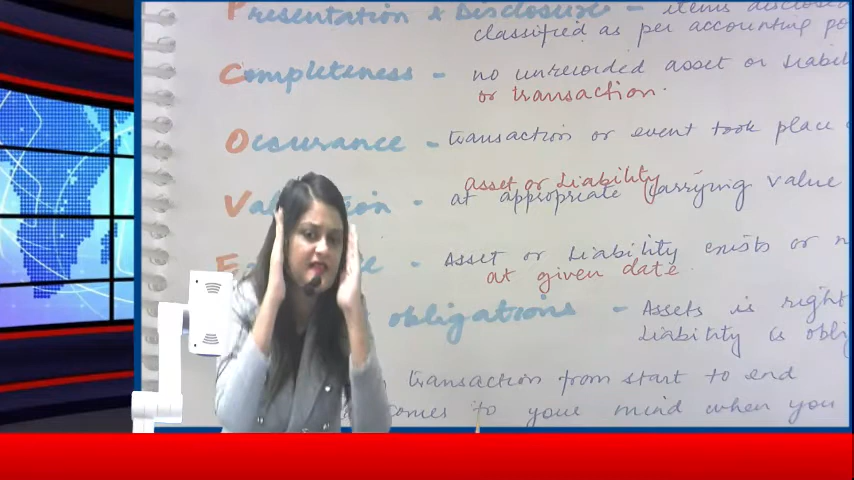 Presentation & Disclosure - items disclosed
classified as per accounting po
Completeness - no unrecorded asset or liabil
or transaction.
Occurance - transaction or event took place
asset or liability
- at appropriate carrying value
- Asset or liability exists or n
at given date
obligations - Assets is right
Liability is oblig
transaction from start to end
comes to your mind when you